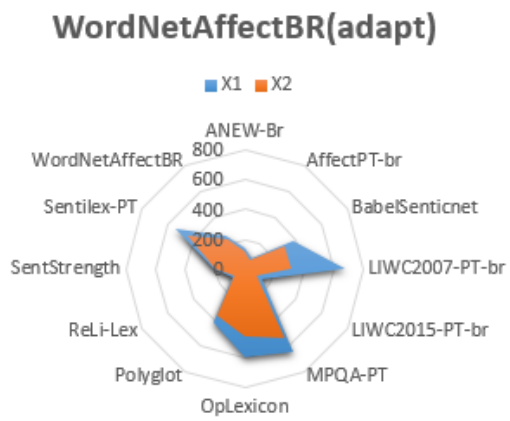 WordNetAffectBR(adapt)
X1 X2
ANEW-Br
800
WordNetAffectBR
AffectPT-br
600
Sentilex-PT
400
BabelSenticnet
200
SentStrength
0
LIWC2007-PT-br
ReLi-Lex
LIWC2015-PT-br
Polyglot
MPQA-PT
OpLexicon